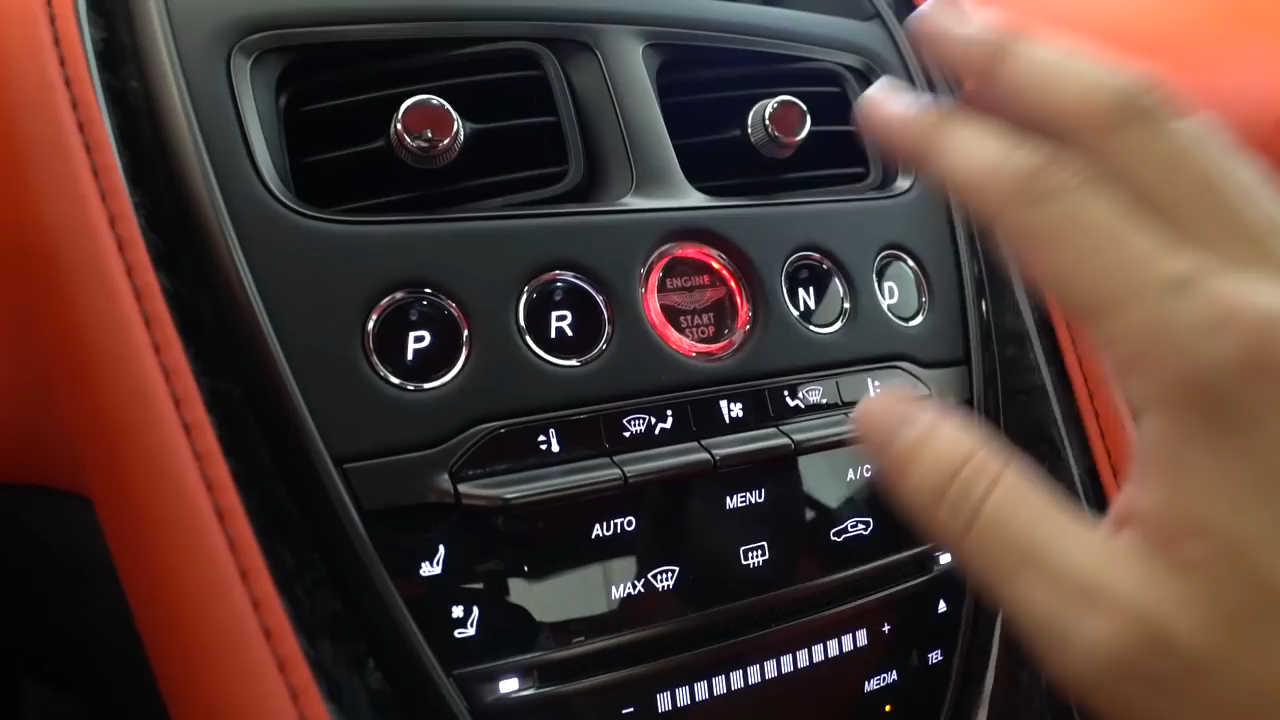 P
R
ENGINE
START
STOP
N
D
A/C
MENU
AUTO
MAX
TEL
MEDIA
+
-